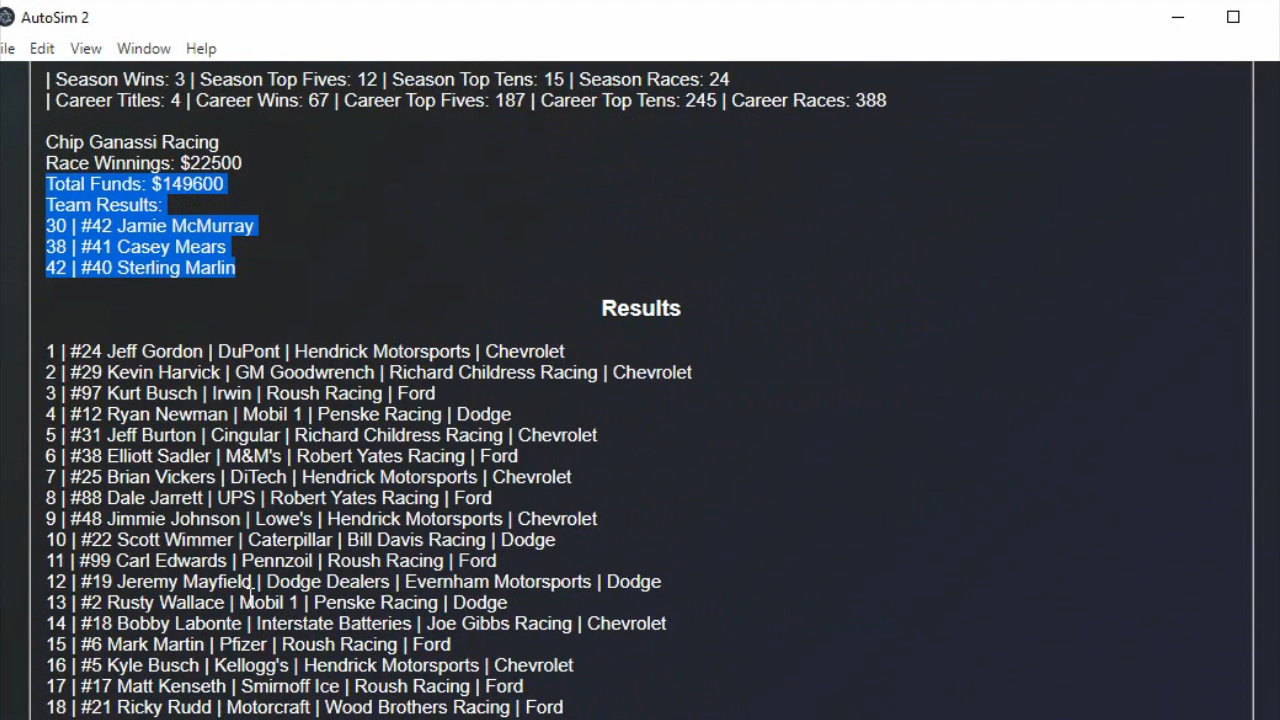 AutoSim 2
ile Edit View Window Help
| Season Wins: 3 | Season Top Fives: 12 | Season Top Tens: 15 | Season Races: 24
| Career Titles: 4 | Career Wins: 67 | Career Top Fives: 187 | Career Top Tens: 245 | Career Races: 388
Chip Ganassi Racing
Race Winnings: $22500
Total Funds: $149600
Team Results:
30 | #42 Jamie McMurray
38 | #41 Casey Mears
42 | #40 Sterling Marlin
Results
1 | #24 Jeff Gordon | DuPont | Hendrick Motorsports | Chevrolet
2 | #29 Kevin Harvick | GM Goodwrench | Richard Childress Racing | Chevrolet
3 | #97 Kurt Busch | Irwin | Roush Racing | Ford
4 | #12 Ryan Newman | Mobil 1 | Penske Racing | Dodge
5 | #31 Jeff Burton | Cingular | Richard Childress Racing | Chevrolet
6 | #38 Elliott Sadler | M&M's | Robert Yates Racing | Ford
7 | #25 Brian Vickers | DiTech | Hendrick Motorsports | Chevrolet
8 | #88 Dale Jarrett | UPS | Robert Yates Racing | Ford
9 | #48 Jimmie Johnson | Lowe's | Hendrick Motorsports | Chevrolet
10 | #22 Scott Wimmer | Caterpillar | Bill Davis Racing | Dodge
11 | #99 Carl Edwards | Pennzoil | Roush Racing | Ford
12 | #19 Jeremy Mayfield | Dodge Dealers | Evernham Motorsports | Dodge
13 | #2 Rusty Wallace | Mobil 1 | Penske Racing | Dodge
14 | #18 Bobby Labonte | Interstate Batteries | Joe Gibbs Racing | Chevrolet
15 | #6 Mark Martin | Pfizer | Roush Racing | Ford
16 | #5 Kyle Busch | Kellogg's | Hendrick Motorsports | Chevrolet
17 | #17 Matt Kenseth | Smirnoff Ice | Roush Racing | Ford
18 | #21 Ricky Rudd | Motorcraft | Wood Brothers Racing | Ford